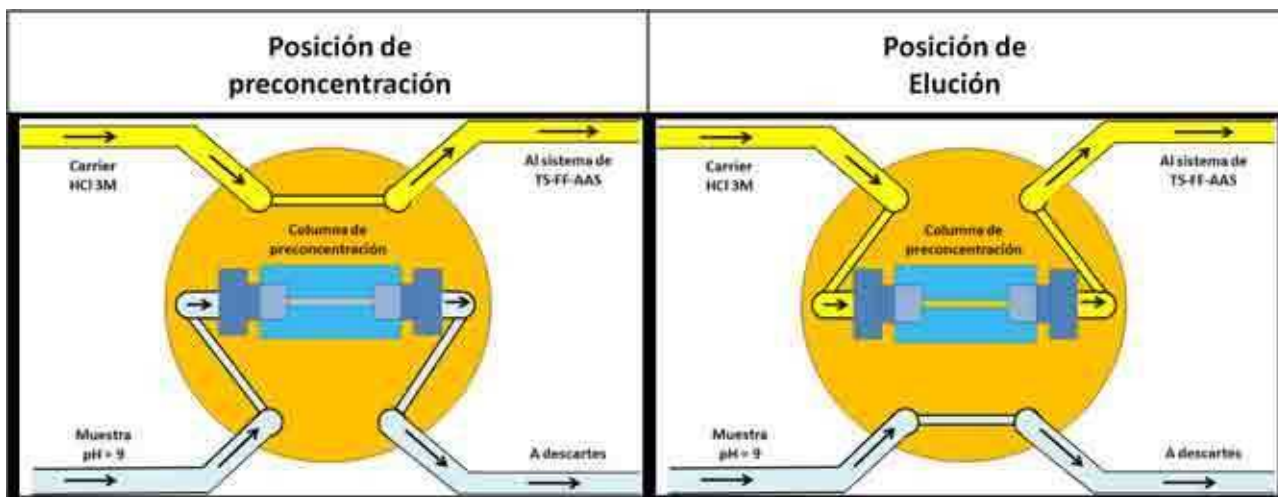 Posición de
preconcentración
Posición de
Elución
Carrier
HCl 3M
Al sistema de
TS-FF-AAS
Columna de
preconcentración
Muestra
pH = 9
A descartes
Carrier
HCl 3M
Al sistema de
TS-FF-AAS
Columna de
preconcentración
Muestra
pH = 9
A descartes